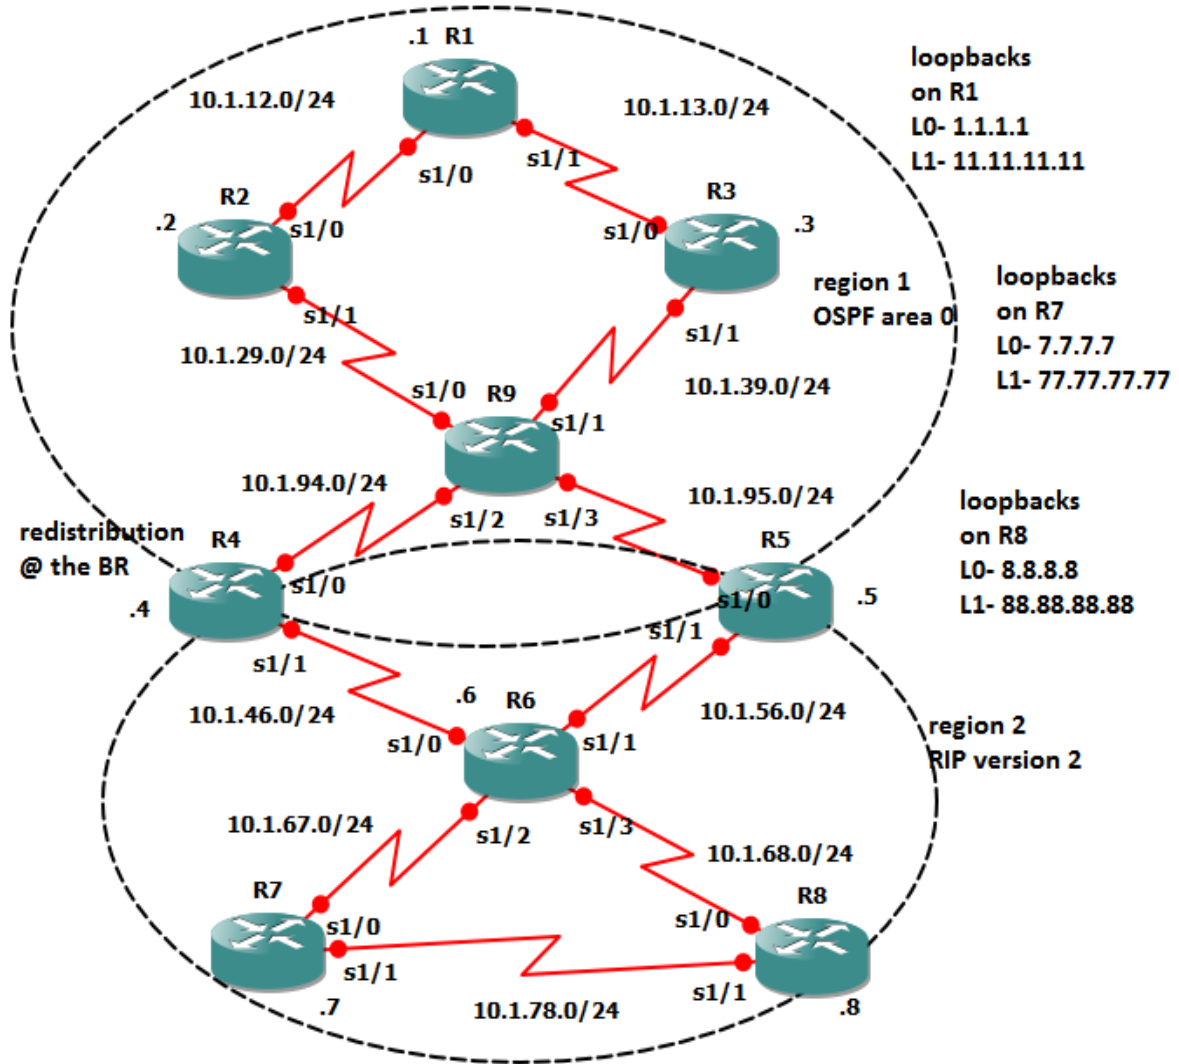 .1 R1
10.1.12.0/24
10.1.13.0/24
s1/0
s1/1
loopbacks
on R1
L0- 1.1.1.1
L1- 11.11.11.11
R2
.2
s1/0
s1/1
R3
.3
s1/0
s1/1
region 1
OSPF area 0
loopbacks
on R7
L0- 7.7.7.7
L1- 77.77.77.77
10.1.29.0/24
10.1.39.0/24
s1/0
R9
s1/1
s1/2
s1/3
10.1.94.0/24
10.1.95.0/24
loopbacks
on R8
L0- 8.8.8.8
L1- 88.88.88.88
redistribution
@ the BR
R4
.4
s1/0
s1/1
R5
.5
s1/0
s1/1
10.1.46.0/24
10.1.56.0/24
.6
R6
s1/0
s1/1
s1/2
s1/3
region 2
RIP version 2
10.1.67.0/24
10.1.68.0/24
R7
s1/0
s1/1
.7
R8
s1/0
s1/1
.8
10.1.78.0/24